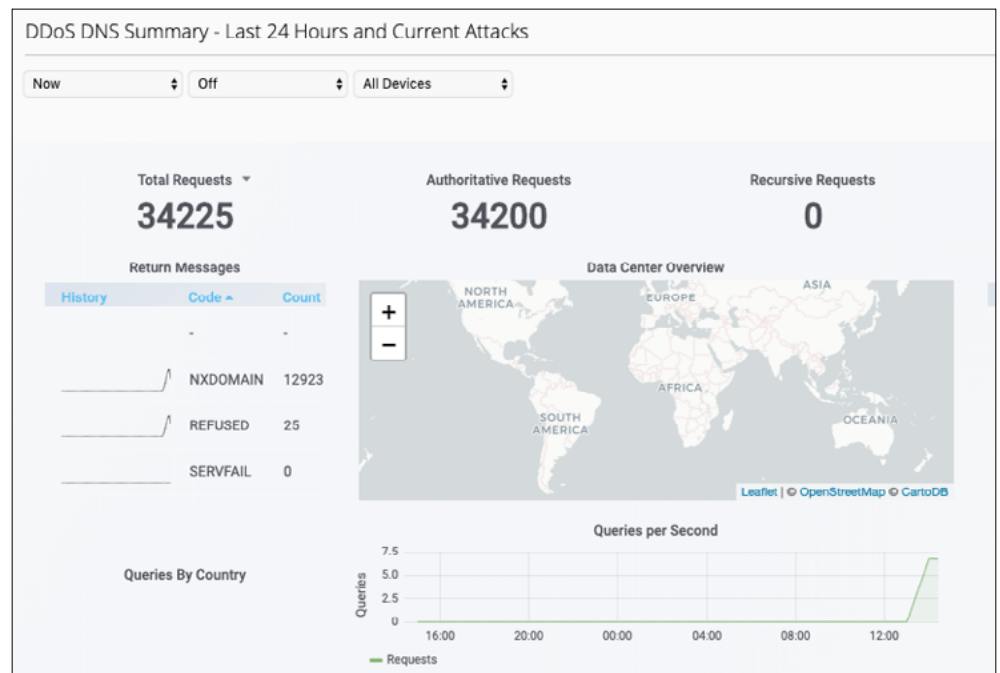 DDoS DNS Summary - Last 24 Hours and Current Attacks
Now Off All Devices
Total Requests Authoritative Requests Recursive Requests
34225 34200 0
Return Messages
History Code Count
- -
NXDOMAIN 12923
REFUSED 25
SERVFAIL 0
Data Center Overview
+
−
NORTH AMERICA
EUROPE
ASIA
AFRICA
SOUTH AMERICA
OCEANIA
Leaflet | © OpenStreetMap © CartoDB
Queries By Country
Queries per Second
Queries
7.5
5.0
2.5
0
16:00 20:00 00:00 04:00 08:00 12:00
Requests